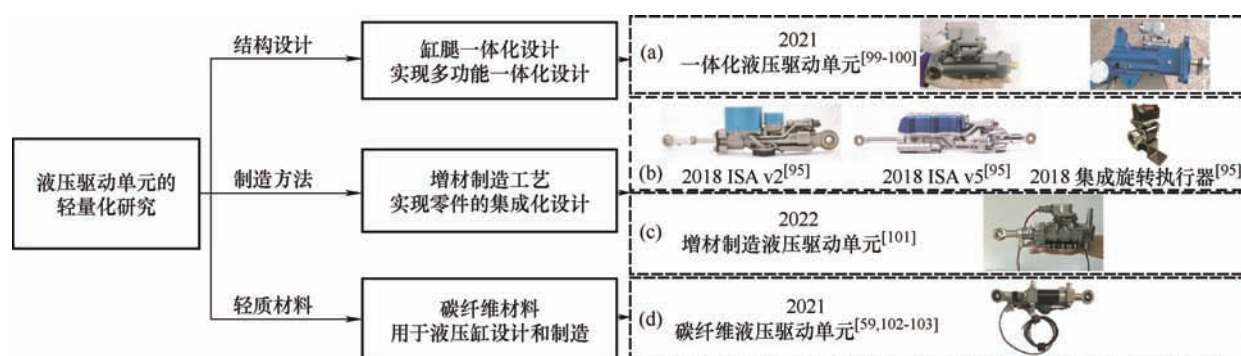 液压驱动单元的
轻量化研究
结构设计
缸腿一体化设计
实现多功能一体化设计
(a)
2021
一体化液压驱动单元[99-100]
制造方法
增材制造工艺
实现零件的集成化设计
(b)
2018 ISA v2[95]
2018 ISA v5[95]
2018 集成旋转执行器[95]
(c)
2022
增材制造液压驱动单元[101]
轻质材料
碳纤维材料
用于液压缸设计和制造
(d)
2021
碳纤维液压驱动单元[59,102-103]